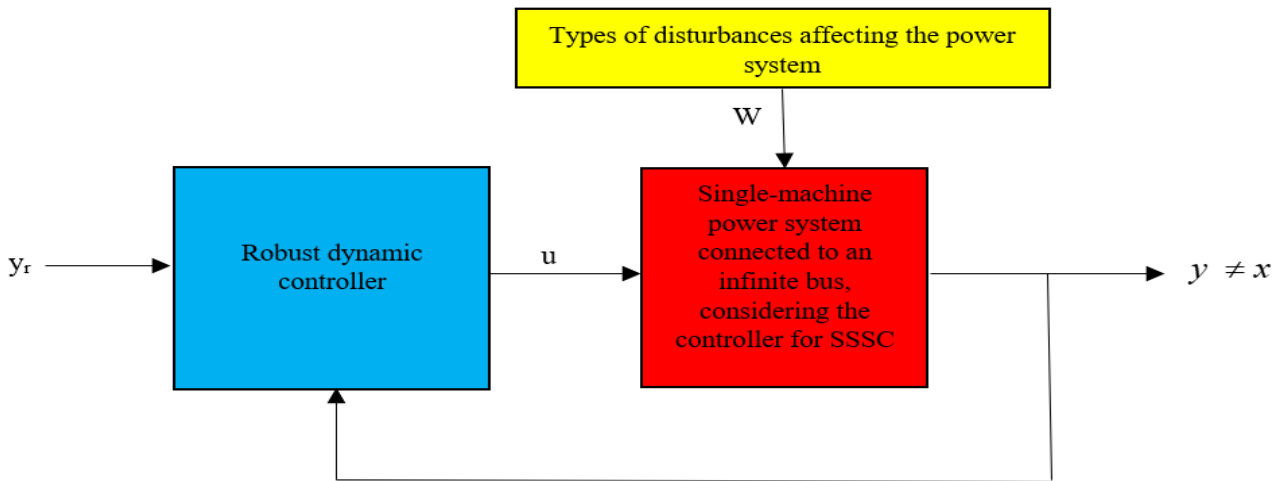 Types of disturbances affecting the power
system
W
Single-machine
power system
connected to an
infinite bus,
considering the
controller for SSSC
Robust dynamic
controller
yᵣ
u
y ≠ x